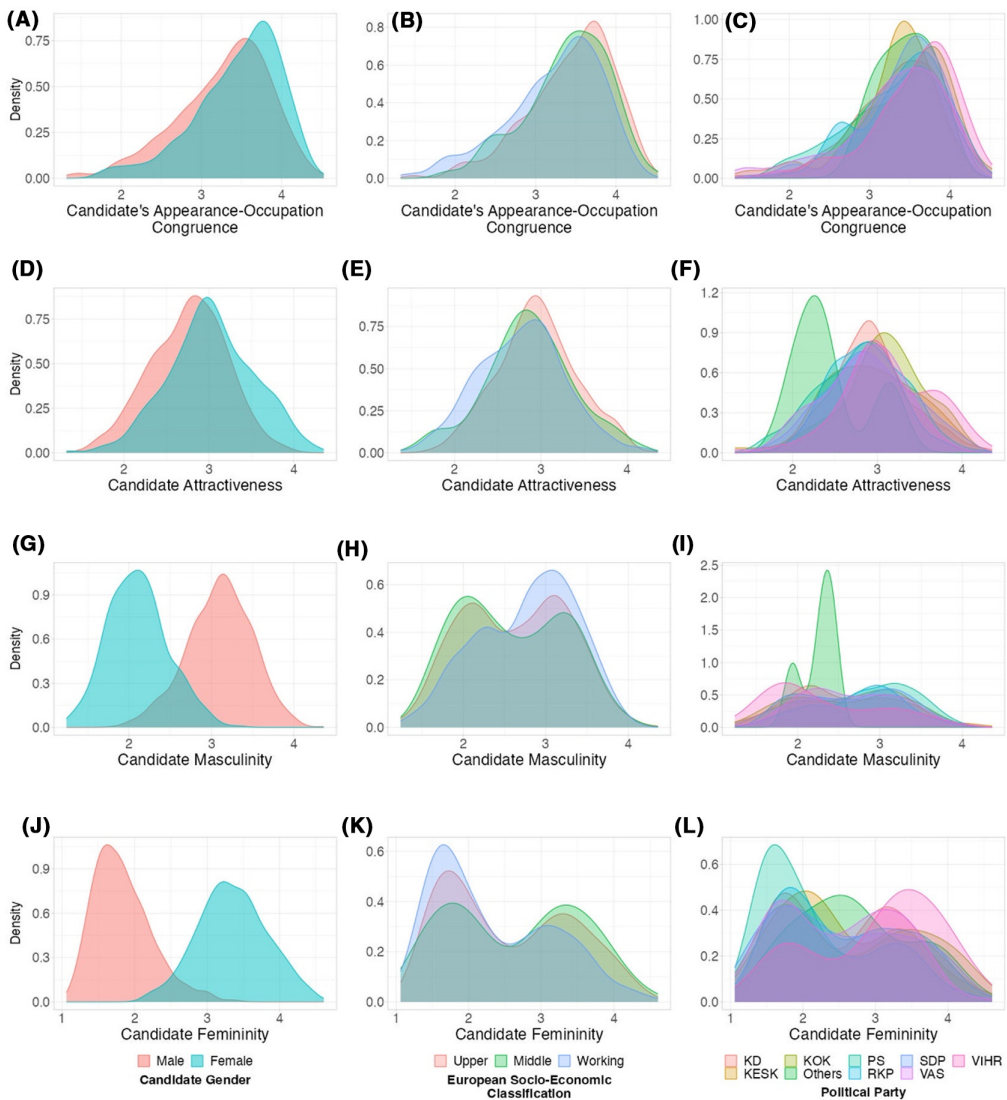 (A) (B) (C)
Density
0.00 0.25 0.50 0.75
0.0 0.2 0.4 0.6 0.8
0.00 0.25 0.50 0.75 1.00
2 3 4 2 3 4 2 3 4
Candidate's Appearance-Occupation Candidate's Appearance-Occupation Candidate's Appearance-Occupation
Congruence Congruence Congruence
(D) (E) (F)
Density
0.00 0.25 0.50 0.75
0.00 0.25 0.50 0.75
0.0 0.3 0.6 0.9 1.2
2 3 4 2 3 4 2 3 4
Candidate Attractiveness Candidate Attractiveness Candidate Attractiveness
(G) (H) (I)
Density
0.0 0.3 0.6 0.9
0.0 0.2 0.4 0.6
0.0 0.5 1.0 1.5 2.0 2.5
2 3 4 2 3 4 2 3 4
Candidate Masculinity Candidate Masculinity Candidate Masculinity
(J) (K) (L)
Density
0.0 0.3 0.6 0.9
0.0 0.2 0.4 0.6
0.0 0.2 0.4 0.6
1 2 3 4 1 2 3 4 1 2 3 4
Candidate Femininity Candidate Femininity Candidate Femininity
Male Female
Candidate Gender
Upper Middle Working
European Socio-Economic
Classification
KD KOK PS SDP VIHR
KESK Others RKP VAS
Political Party